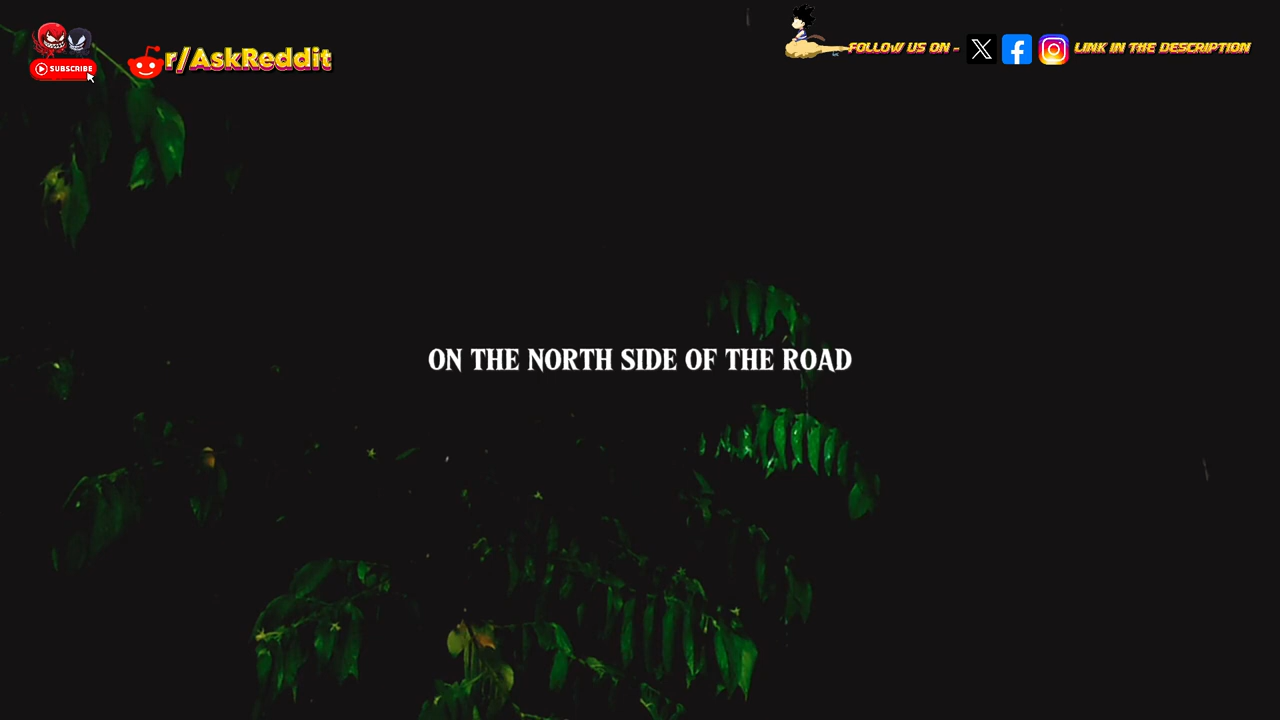 r/AskReddit
SUBSCRIBE
FOLLOW US ON -
LINK IN THE DESCRIPTION
ON THE NORTH SIDE OF THE ROAD